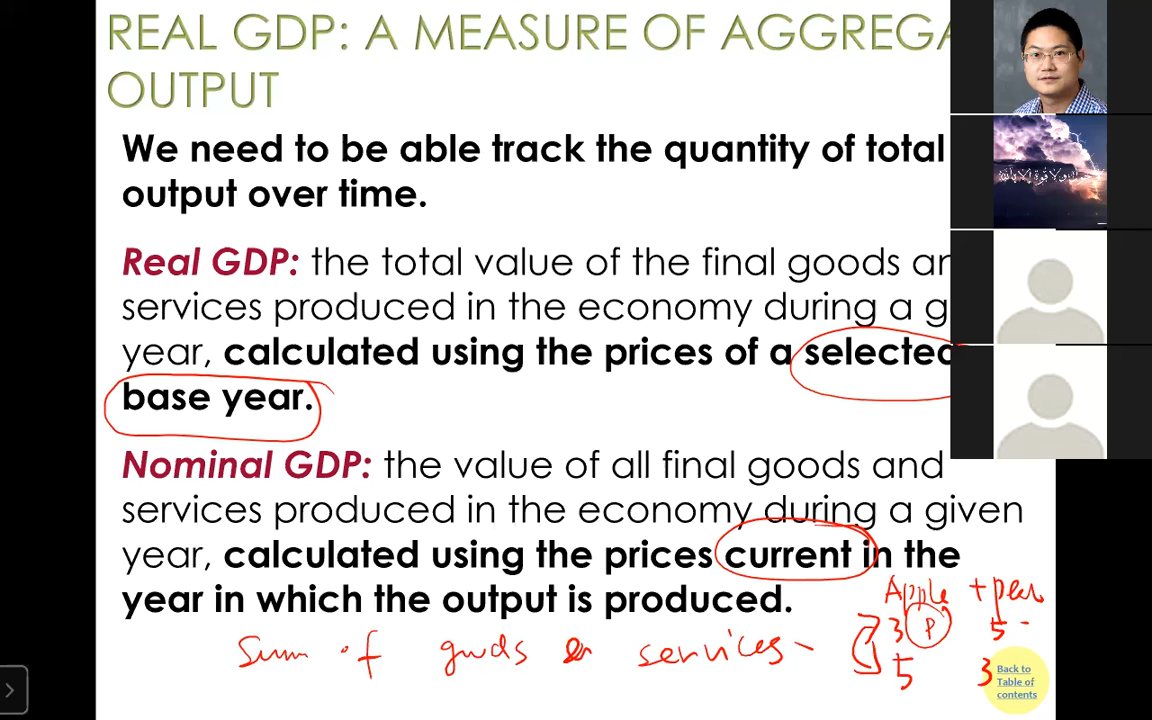 REAL GDP: A MEASURE OF AGGREGA
OUTPUT
We need to be able track the quantity of total
output over time.
Real GDP: the total value of the final goods an
services produced in the economy during a g
year, calculated using the prices of a selected
base year.
Nominal GDP: the value of all final goods and
services produced in the economy during a given
year, calculated using the prices current in the
year in which the output is produced.
Apple + pear
3 P 5
Sum of goods & services
5 3
Back to
Table of
contents